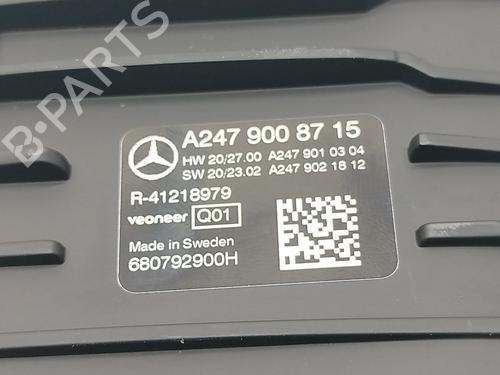 B-PARTS
A247 900 87 15
HW 20/27.00 A247 901 03 04
SW 20/23.02 A247 902 18 12
R-41218979
veoneer Q01
Made in Sweden
680792900H